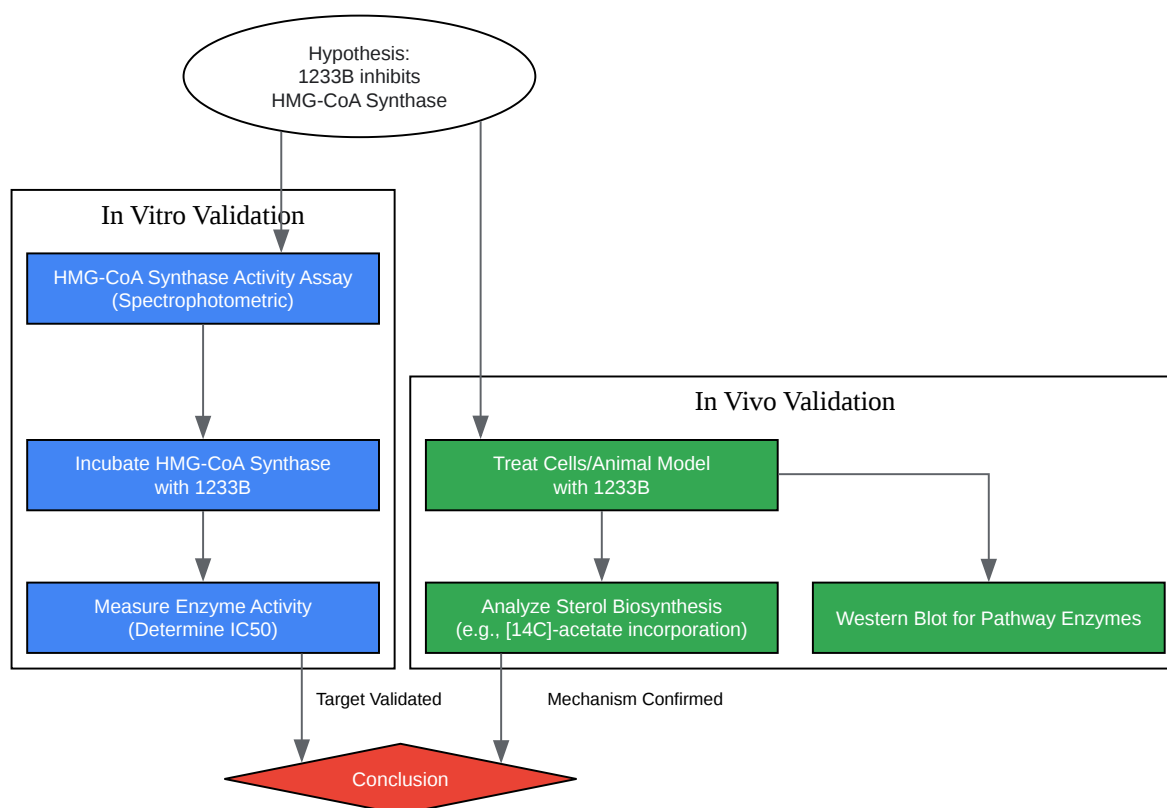 Hypothesis:
1233B inhibits
HMG-CoA Synthase
In Vitro Validation
HMG-CoA Synthase Activity Assay
(Spectrophotometric)
Incubate HMG-CoA Synthase
with 1233B
Measure Enzyme Activity
(Determine IC50)
In Vivo Validation
Treat Cells/Animal Model
with 1233B
Analyze Sterol Biosynthesis
(e.g., [14C]-acetate incorporation)
Western Blot for Pathway Enzymes
Target Validated
Mechanism Confirmed
Conclusion